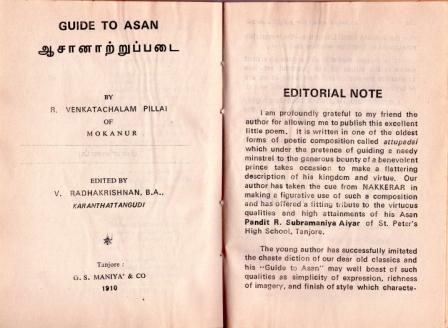 GUIDE TO ASAN
ஆசானாற்றுப்படை
BY
R. VENKATACHALAM PILLAI
OF
MOKANUR
EDITED BY
V. RADHAKRISHNAN, B.A.,
KARANTHATTANGUDI
Tanjore :
G. S. MANIYA' & CO
1910
EDITORIAL NOTE
I am profoundly grateful to my friend the
author for allowing me to publish this excellent
little poem. It is written in one of the oldest
forms of poetic composition called attupadai
which under the pretence of guiding a needy
minstrel to the generous bounty of a benevolent
prince takes occasion to make a flattering
description of his kingdom and virtue. Our
author has taken the cue from NAKKERAR in
making a figurative use of such a composition
and has offered a fitting tribute to the virtuous
qualities and high attainments of his Asan
Pandit R. Subramaniya Aiyar of St. Peter's
High School, Tanjore.
The young author has successfully imitated
the chaste diction of our dear old classics and
his "Guide to Asan" may well boast of such
qualities as simplicity of expression, richness
of imagery, and finish of style which characte-